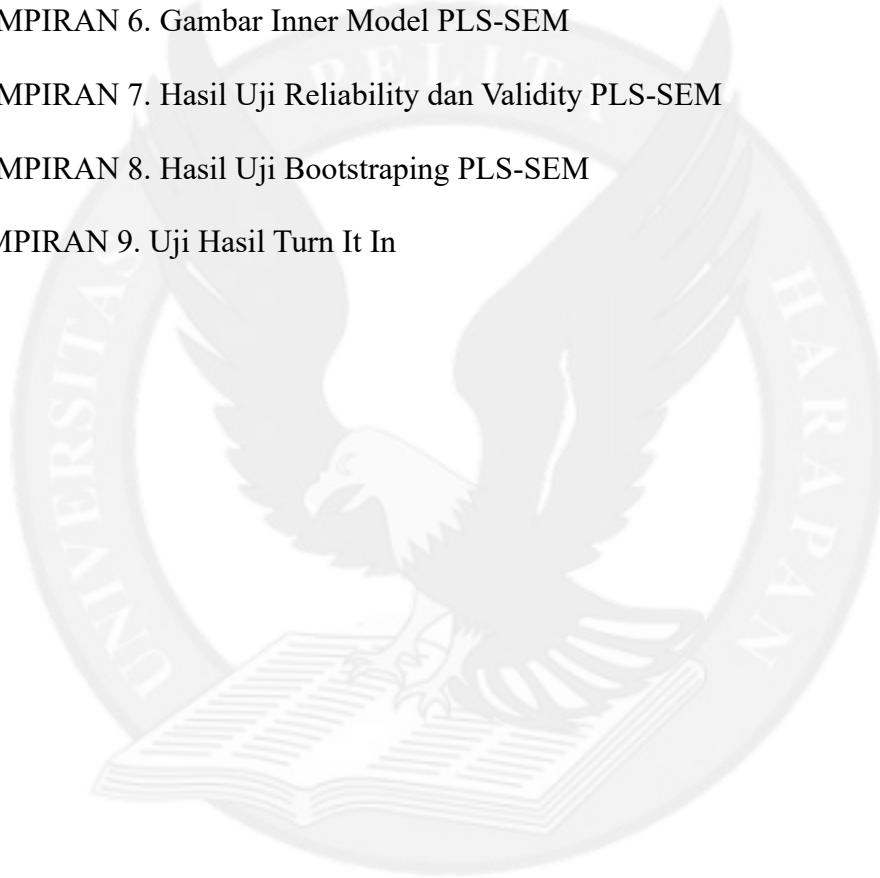 MPIRAN 6. Gambar Inner Model PLS-SEM
MPIRAN 7. Hasil Uji Reliability dan Validity PLS-SEM
MPIRAN 8. Hasil Uji Bootstraping PLS-SEM
MPIRAN 9. Uji Hasil Turn It In
UNIVERSITAS PELITA HARAPAN